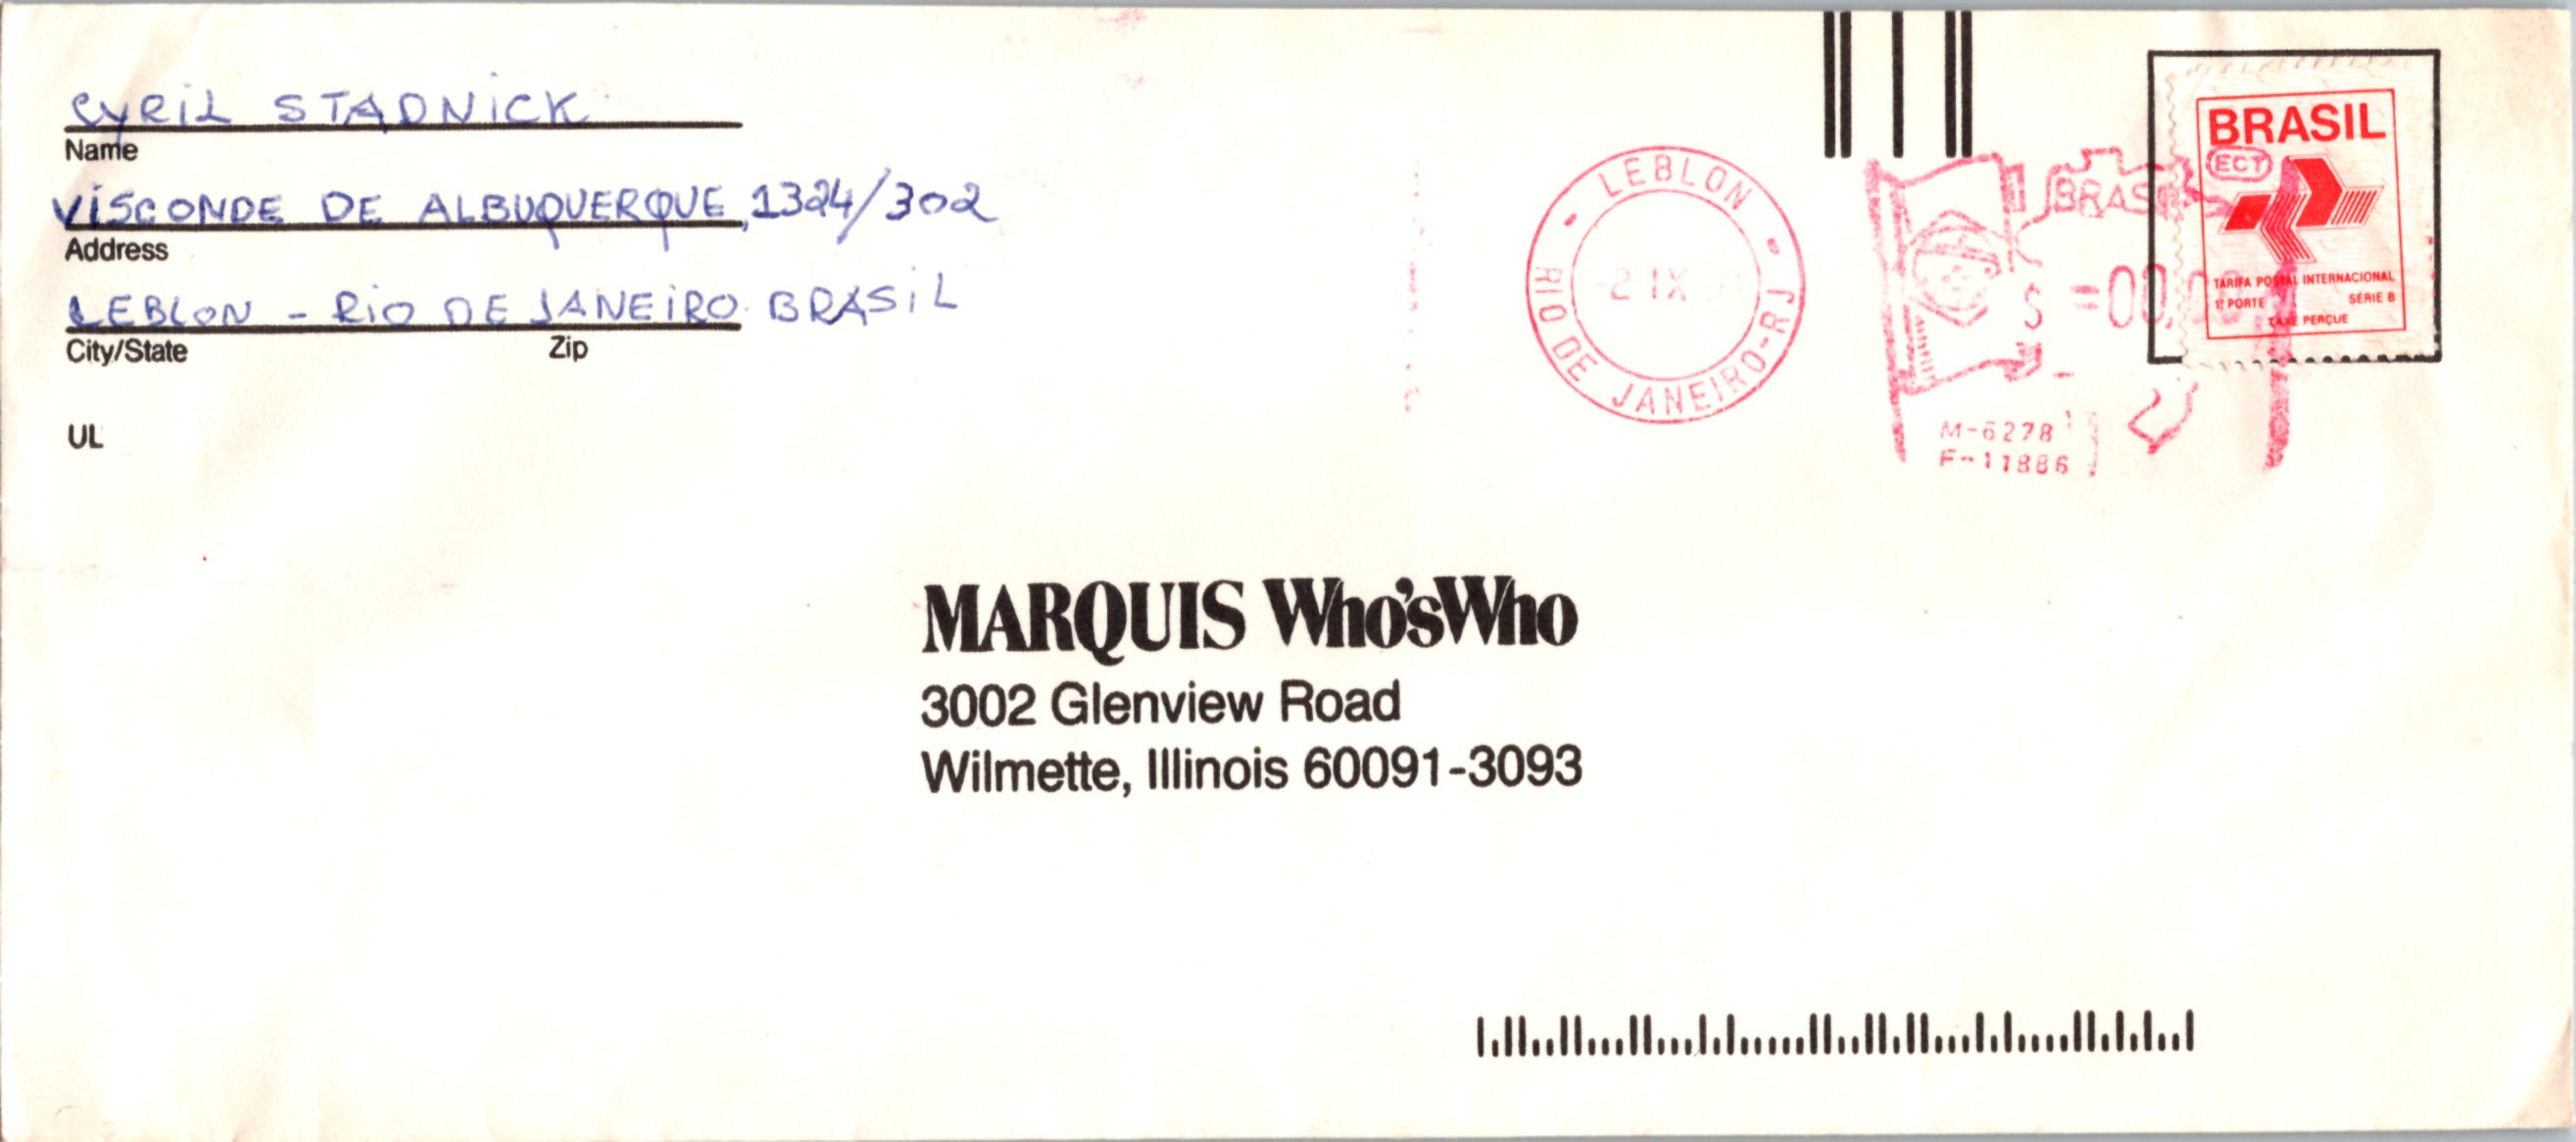 CYRIL STADNICK
Name
VISCONDE DE ALBUQUERQUE, 1324/302
Address
LEBLON - RIO DE JANEIRO. BRASIL
City/State Zip
UL
LEBLON
RIO DE JANEIRO-RJ
2 IX
BRASIL
$ =00,
M-6278
F-11886
BRASIL
ECT
TARIFA POSTAL INTERNACIONAL
1º PORTE SÉRIE B
TAXE PERÇUE
MARQUIS Who'sWho
3002 Glenview Road
Wilmette, Illinois 60091-3093